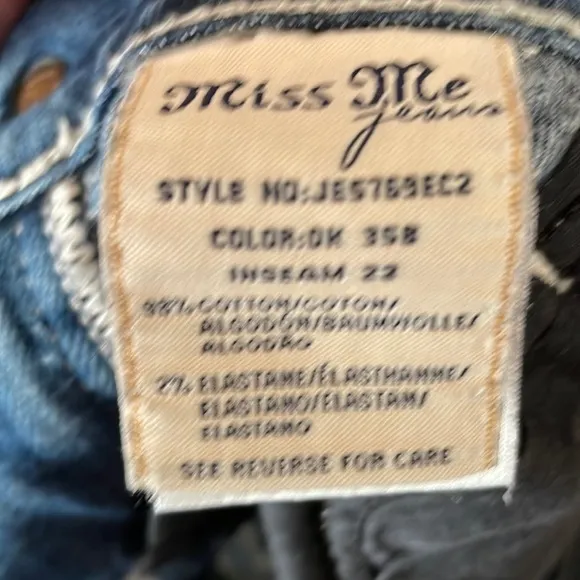 Miss Me
Jeans
STYLE NO:JE5769EC2
COLOR:DK 358
INSEAM 22
98% COTTON/COTON/
ALGODÓN/BAUMWOLLE/
ALGODÃO
2% ELASTANE/ÉLASTHANNE/
ELASTANO/ELASTAN/
ELASTANO
SEE REVERSE FOR CARE